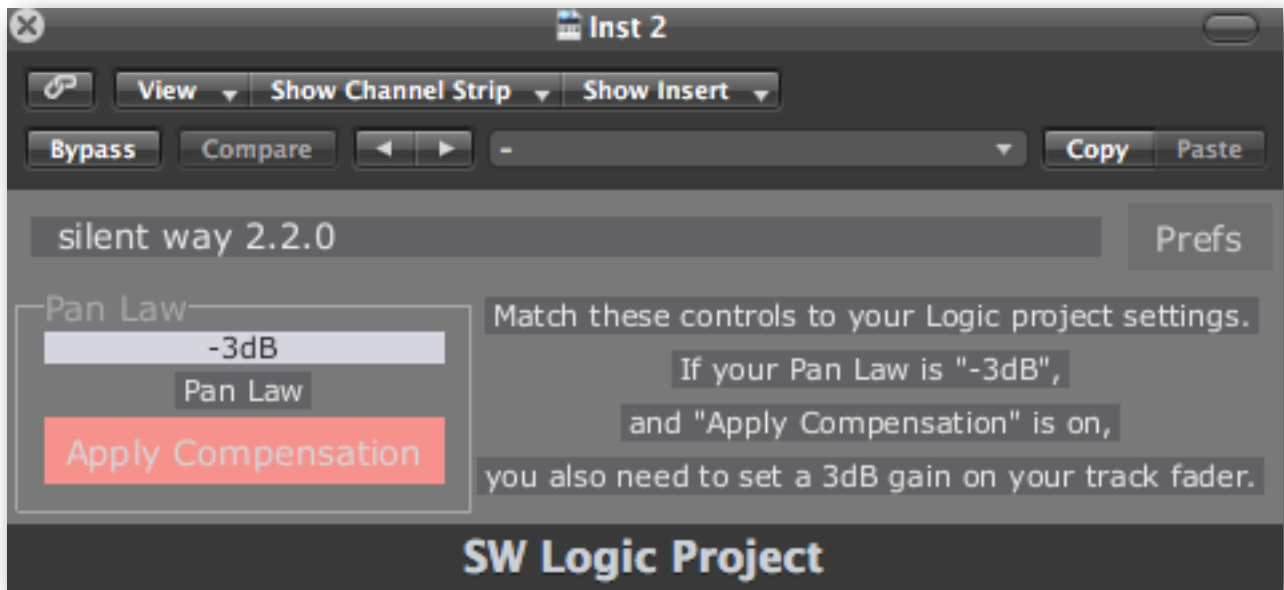 Inst 2
View Show Channel Strip Show Insert
Bypass Compare - Copy Paste
silent way 2.2.0 Prefs
Pan Law
-3dB
Pan Law
Apply Compensation
Match these controls to your Logic project settings.
If your Pan Law is "-3dB",
and "Apply Compensation" is on,
you also need to set a 3dB gain on your track fader.
SW Logic Project